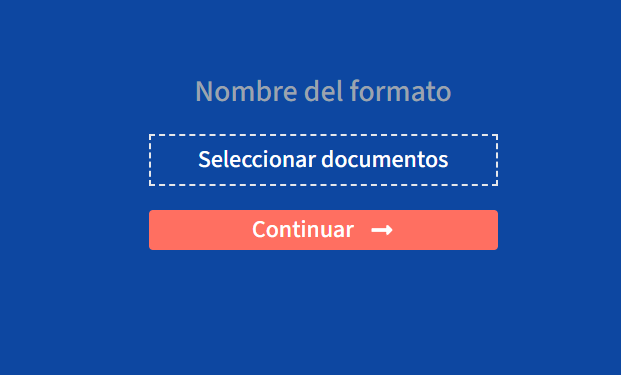 Nombre del formato
Seleccionar documentos
Continuar